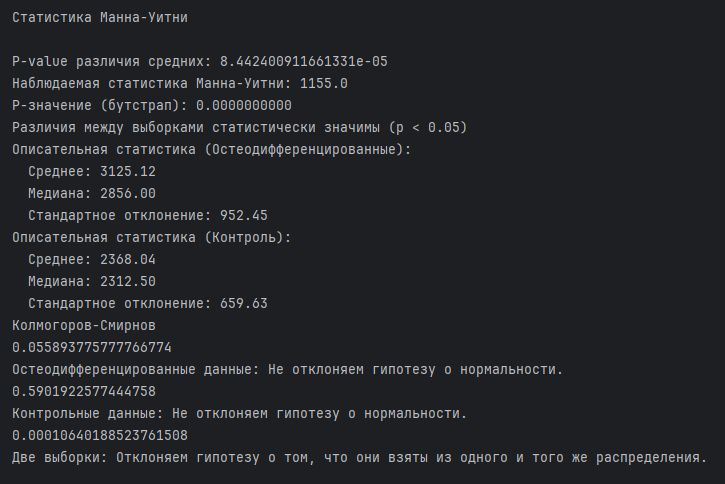 Статистика Манна-Уитни
P-value различия средних: 8.442400911661331e-05
Наблюдаемая статистика Манна-Уитни: 1155.0
P-значение (бутстрап): 0.0000000000
Различия между выборками статистически значимы (p < 0.05)
Описательная статистика (Остеодифференцированные):
  Среднее: 3125.12
  Медиана: 2856.00
  Стандартное отклонение: 952.45
Описательная статистика (Контроль):
  Среднее: 2368.04
  Медиана: 2312.50
  Стандартное отклонение: 659.63
Колмогоров-Смирнов
0.055893775777766774
Остеодифференцированные данные: Не отклоняем гипотезу о нормальности.
0.5901922577444758
Контрольные данные: Не отклоняем гипотезу о нормальности.
0.00010640188523761508
Две выборки: Отклоняем гипотезу о том, что они взяты из одного и того же распределения.